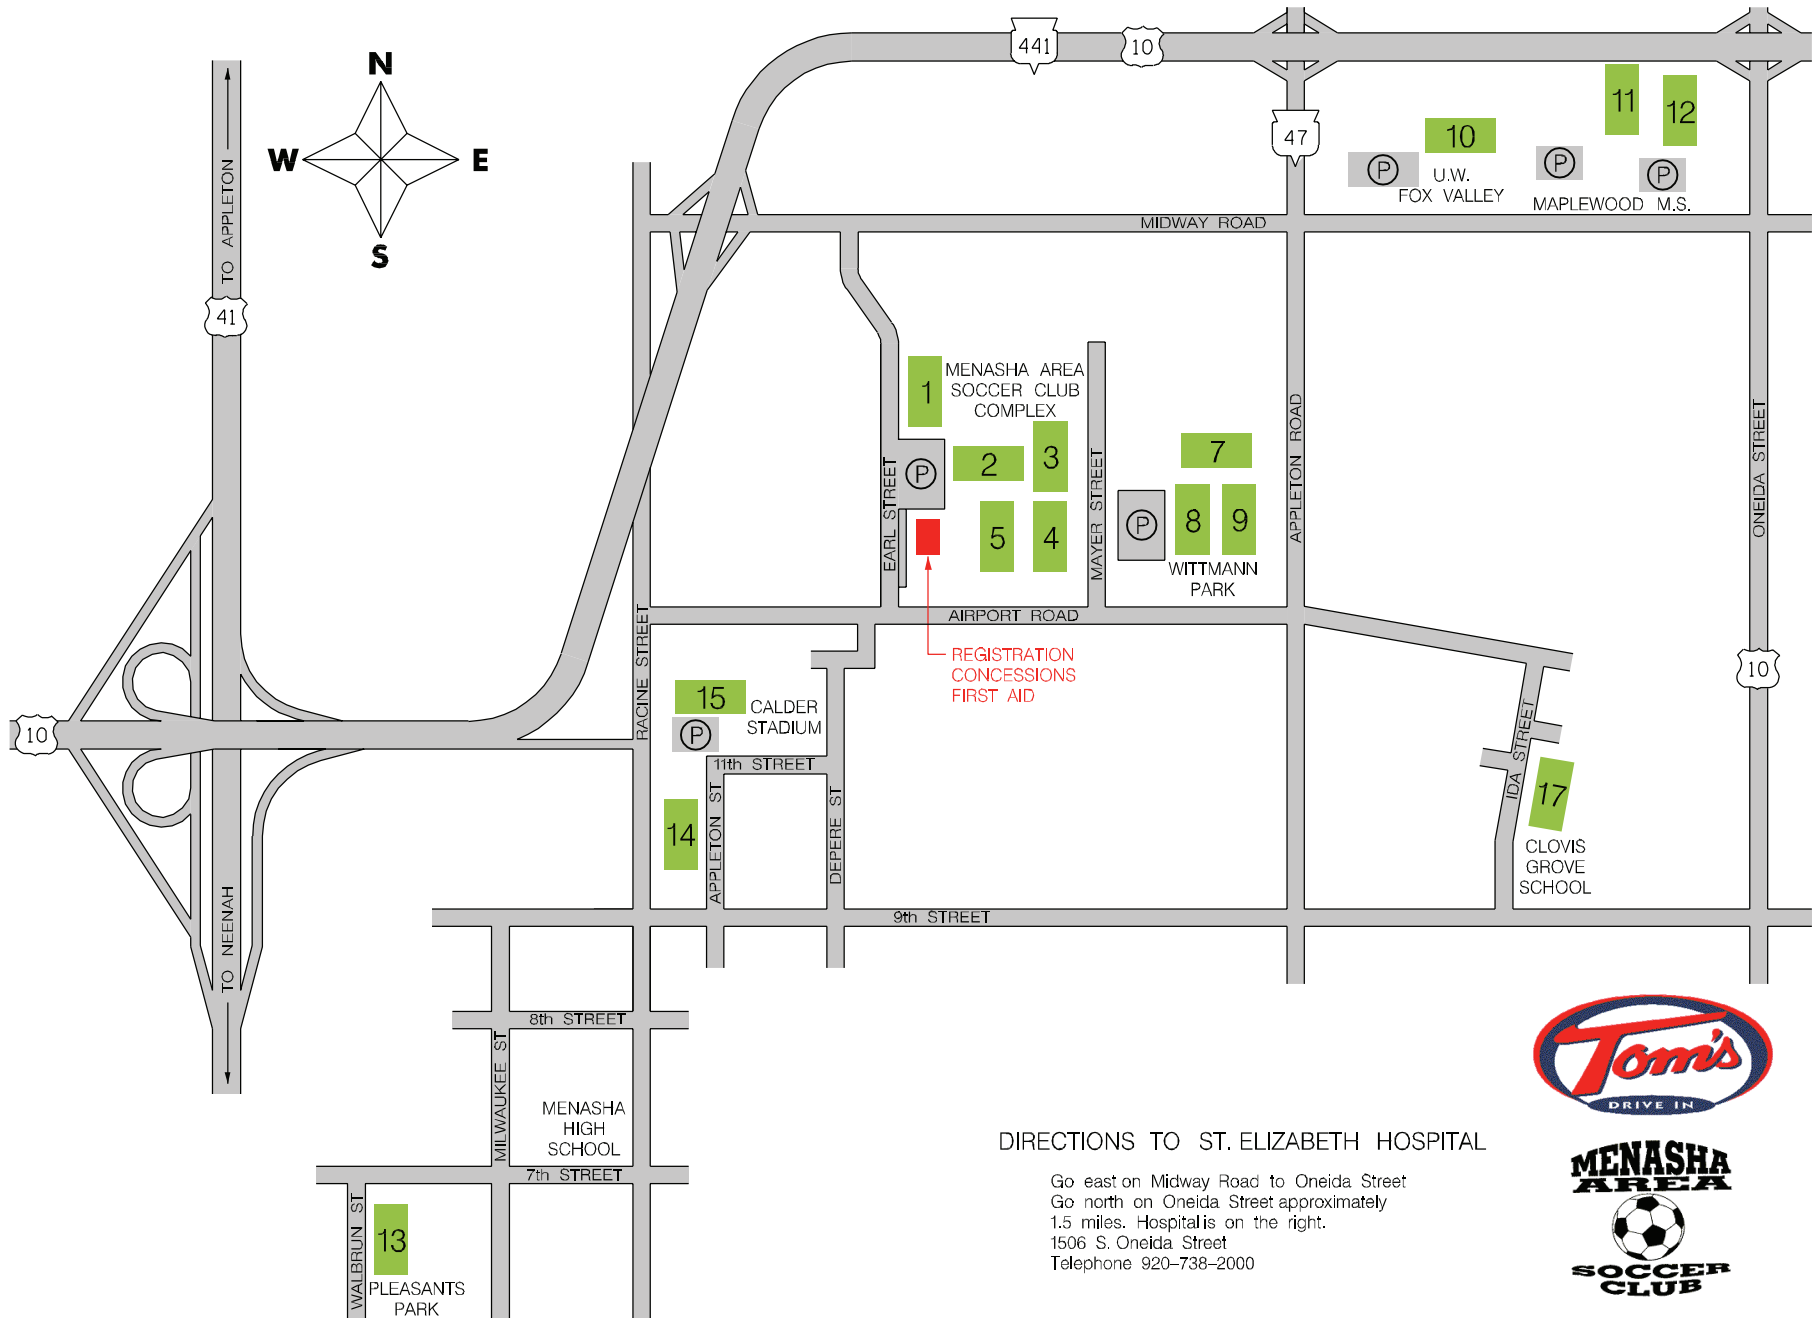 441
10
N
W
E
S
TO APPLETON
41
47
11
12
10
P
P
P
U.W.
FOX VALLEY
MAPLEWOOD M.S.
MIDWAY ROAD
1
MENASHA AREA
SOCCER CLUB
COMPLEX
EARL STREET
P
2
3
5
4
MAYER STREET
P
7
8
9
WITTMANN
PARK
APPLETON ROAD
ONEIDA STREET
10
AIRPORT ROAD
REGISTRATION
CONCESSIONS
FIRST AID
RACINE STREET
15
CALDER
STADIUM
P
11th STREET
14
APPLETON ST
DEPERE ST
10
IDA STREET
17
CLOVIS
GROVE
SCHOOL
9th STREET
TO NEENAH
8th STREET
MILWAUKEE ST
MENASHA
HIGH
SCHOOL
7th STREET
WALBRUN ST
13
PLEASANTS
PARK
DIRECTIONS TO ST. ELIZABETH HOSPITAL
Go east on Midway Road to Oneida Street
Go north on Oneida Street approximately
1.5 miles. Hospital is on the right.
1506 S. Oneida Street
Telephone 920-738-2000
Tom's
DRIVE IN
MENASHA
AREA
SOCCER
CLUB